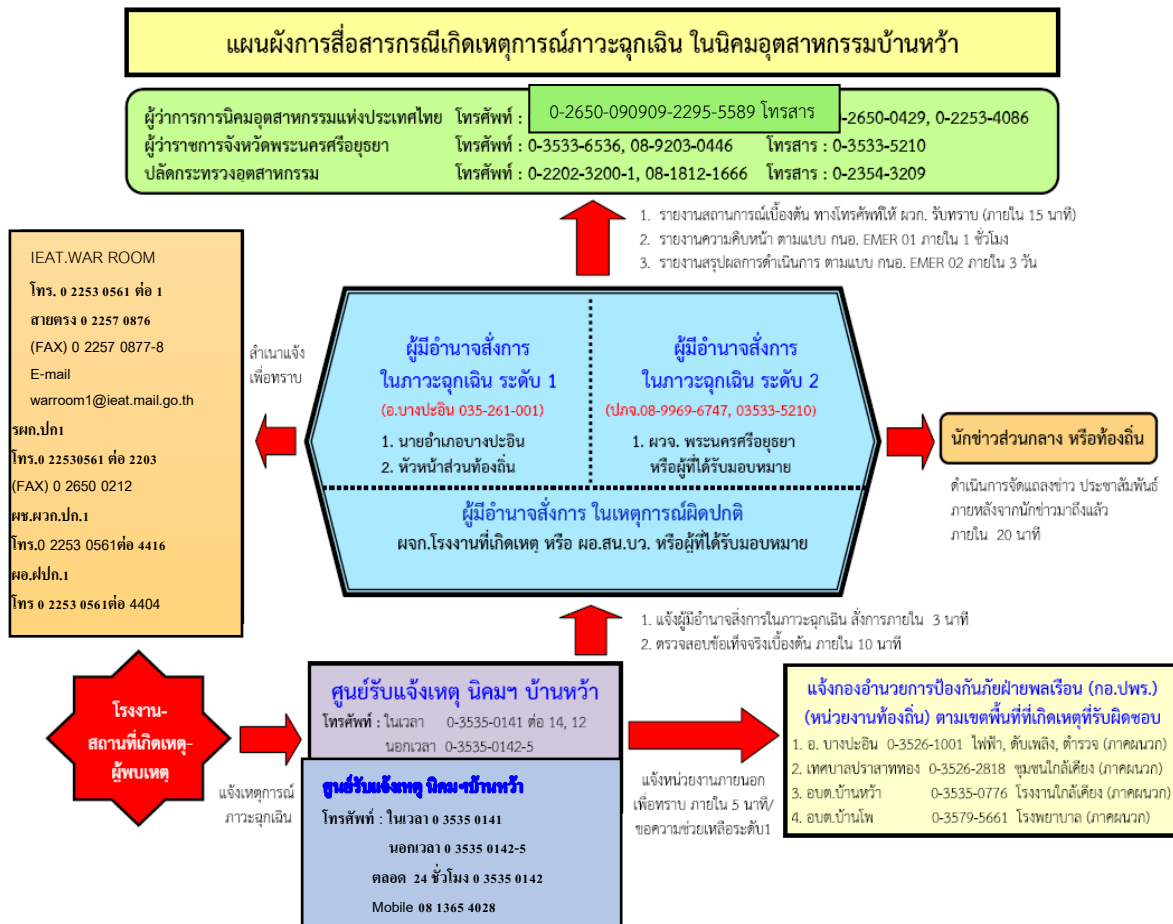 แผนผังการสื่อสารกรณีเกิดเหตุการณ์ภาวะฉุกเฉิน ในนิคมอุตสาหกรรมบ้านหว้า
ผู้ว่าการการนิคมอุตสาหกรรมแห่งประเทศไทย โทรศัพท์ : 0-2650-090909-2295-5589 โทรสาร -2650-0429, 0-2253-4086
ผู้ว่าราชการจังหวัดพระนครศรีอยุธยา โทรศัพท์ : 0-3533-6536, 08-9203-0446 โทรสาร : 0-3533-5210
ปลัดกระทรวงอุตสาหกรรม โทรศัพท์ : 0-2202-3200-1, 08-1812-1666 โทรสาร : 0-2354-3209
1. รายงานสถานการณ์เบื้องต้น ทางโทรศัพท์ให้ ผวก. รับทราบ (ภายใน 15 นาที)
2. รายงานความคืบหน้า ตามแบบ กนอ. EMER 01 ภายใน 1 ชั่วโมง
3. รายงานสรุปผลการดำเนินการ ตามแบบ กนอ. EMER 02 ภายใน 3 วัน
IEAT.WAR ROOM
โทร. 0 2253 0561 ต่อ 1
สายตรง 0 2257 0876
(FAX) 0 2257 0877-8
E-mail
warroom1@ieat.mail.go.th
รผก.ปก1
โทร.0 22530561 ต่อ 2203
(FAX) 0 2650 0212
ผช.ผวก.ปก.1
โทร.0 2253 0561ต่อ 4416
ผอ.ฝปก.1
โทร 0 2253 0561ต่อ 4404
สำเนาแจ้ง
เพื่อทราบ
ผู้มีอำนาจสั่งการ
ในภาวะฉุกเฉิน ระดับ 1
(อ.บางปะอิน 035-261-001)
1. นายอำเภอบางปะอิน
2. หัวหน้าส่วนท้องถิ่น
ผู้มีอำนาจสั่งการ
ในภาวะฉุกเฉิน ระดับ 2
(ปภจ.08-9969-6747, 03533-5210)
1. ผวจ. พระนครศรีอยุธยา
หรือผู้ที่ได้รับมอบหมาย
ผู้มีอำนาจสั่งการ ในเหตุการณ์ผิดปกติ
ผจก.โรงงานที่เกิดเหตุ หรือ ผอ.สน.บว. หรือผู้ที่ได้รับมอบหมาย
นักข่าวส่วนกลาง หรือท้องถิ่น
ดำเนินการจัดแถลงข่าว ประชาสัมพันธ์
ภายหลังจากนักข่าวมาถึงแล้ว
ภายใน 20 นาที
1. แจ้งผู้มีอำนาจสั่งการในภาวะฉุกเฉิน สั่งการภายใน 3 นาที
2. ตรวจสอบข้อเท็จจริงเบื้องต้น ภายใน 10 นาที
โรงงาน-
สถานที่เกิดเหตุ-
ผู้พบเหตุ
แจ้งเหตุการณ์
ภาวะฉุกเฉิน
ศูนย์รับแจ้งเหตุ นิคมฯ บ้านหว้า
โทรศัพท์ : ในเวลา 0-3535-0141 ต่อ 14, 12
นอกเวลา 0-3535-0142-5
ศูนย์รับแจ้งเหตุ นิคมฯบ้านหว้า
โทรศัพท์ : ในเวลา 0 3535 0141
นอกเวลา 0 3535 0142-5
ตลอด 24 ชั่วโมง 0 3535 0142
Mobile 08 1365 4028
แจ้งหน่วยงานภายนอก
เพื่อทราบ ภายใน 5 นาที/
ขอความช่วยเหลือระดับ1
แจ้งกองอำนวยการป้องกันภัยฝ่ายพลเรือน (กอ.ปพร.)
(หน่วยงานท้องถิ่น) ตามเขตพื้นที่ที่เกิดเหตุที่รับผิดชอบ
1. อ. บางปะอิน 0-3526-1001 ไฟฟ้า, ดับเพลิง, ตำรวจ (ภาคผนวก)
2. เทศบาลปราสาททอง 0-3526-2818 ชุมชนใกล้เคียง (ภาคผนวก)
3. อบต.บ้านหว้า 0-3535-0776 โรงงานใกล้เคียง (ภาคผนวก)
4. อบต.บ้านโพ 0-3579-5661 โรงพยาบาล (ภาคผนวก)